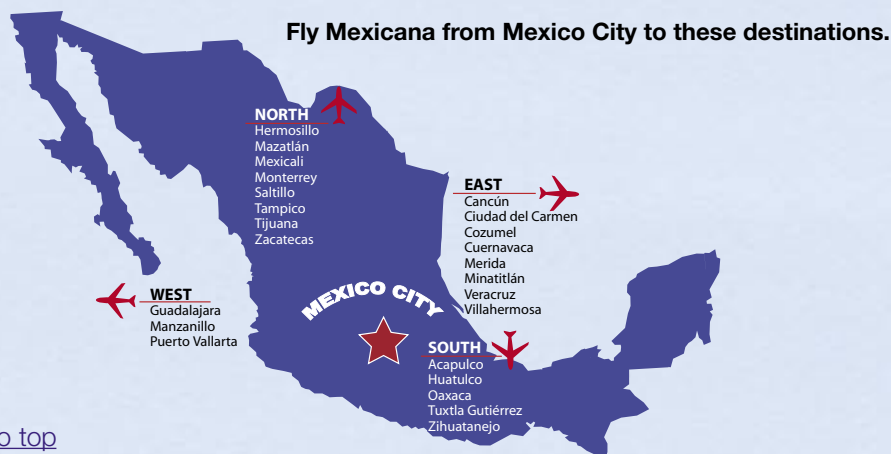 Fly Mexicana from Mexico City to these destinations.
NORTH
Hermosillo
Mazatlán
Mexicali
Monterrey
Saltillo
Tampico
Tijuana
Zacatecas
EAST
Cancún
Ciudad del Carmen
Cozumel
Cuernavaca
Merida
Minatitlán
Veracruz
Villahermosa
WEST
Guadalajara
Manzanillo
Puerto Vallarta
MEXICO CITY
SOUTH
Acapulco
Huatulco
Oaxaca
Tuxtla Gutiérrez
Zihuatanejo
o top